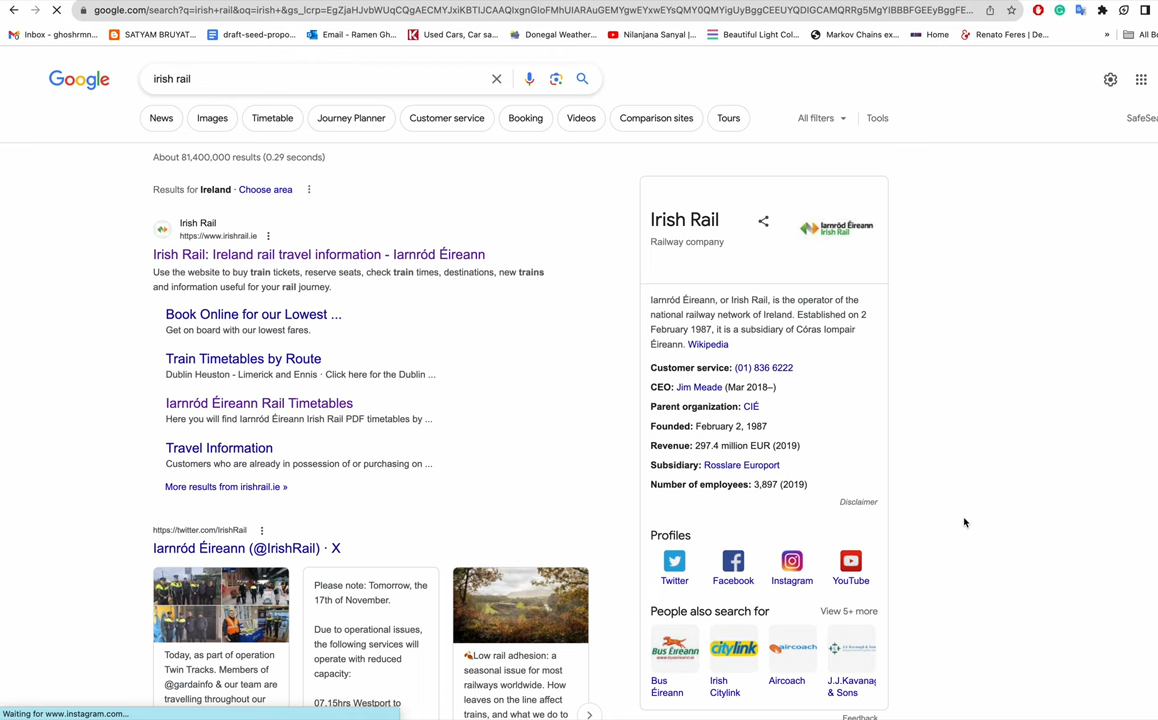 google.com/search?q=irish+rail&oq=irish+&gs_lcrp=EgZjaHJvbWUqCQgAECMYJxiKBTIJCAAQIxgnGIoFMhUIARAuGEMYgwEYxwEYsQMY0QMYigUyBggCEEUYQDIGCAMQRRg5MgYIBBBFGEEyBggFE...
Inbox - ghoshrmn...
SATYAM BRUYAT...
draft-seed-propo...
Email - Ramen Gh...
Used Cars, Car sa...
Donegal Weather...
Nilanjana Sanyal |...
Beautiful Light Col...
Markov Chains ex...
Home
Renato Feres | De...
»
All B
Google
irish rail
News
Images
Timetable
Journey Planner
Customer service
Booking
Videos
Comparison sites
Tours
All filters
Tools
SafeSea
About 81,400,000 results (0.29 seconds)
Results for Ireland · Choose area
Irish Rail
https://www.irishrail.ie
Irish Rail: Ireland rail travel information - Iarnród Éireann
Use the website to buy train tickets, reserve seats, check train times, destinations, new trains
and information useful for your rail journey.
Book Online for our Lowest ...
Get on board with our lowest fares.
Train Timetables by Route
Dublin Heuston - Limerick and Ennis · Click here for the Dublin ...
Iarnród Éireann Rail Timetables
Here you will find Iarnród Éireann Irish Rail PDF timetables by ...
Travel Information
Customers who are already in possession of or purchasing on ...
More results from irishrail.ie »
https://twitter.com/IrishRail
Iarnród Éireann (@IrishRail) · X
Today, as part of operation
Twin Tracks. Members of
@gardainfo & our team are
travelling throughout our
Please note: Tomorrow, the
17th of November.
Due to operational issues,
the following services will
operate with reduced
capacity:
07.15hrs Westport to
🍂Low rail adhesion: a
seasonal issue for most
railways worldwide. How
leaves on the line affect
trains, and what we do to
Irish Rail
Railway company
Iarnród Éireann
Irish Rail
Iarnród Éireann, or Irish Rail, is the operator of the
national railway network of Ireland. Established on 2
February 1987, it is a subsidiary of Córas Iompair
Éireann. Wikipedia
Customer service: (01) 836 6222
CEO: Jim Meade (Mar 2018–)
Parent organization: CIÉ
Founded: February 2, 1987
Revenue: 297.4 million EUR (2019)
Subsidiary: Rosslare Europort
Number of employees: 3,897 (2019)
Disclaimer
Profiles
Twitter
Facebook
Instagram
YouTube
People also search for
View 5+ more
BUS ÉIREANN
citylink
aircoach
Bus
Éireann
Irish
Citylink
Aircoach
J.J.Kavanag
& Sons
Feedback
Waiting for www.instagram.com...